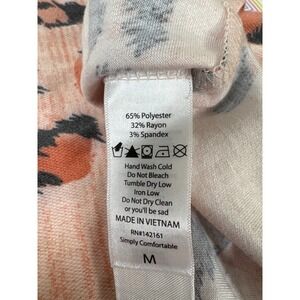 65% Polyester
32% Rayon
3% Spandex
Hand Wash Cold
Do Not Bleach
Tumble Dry Low
Iron Low
Do Not Dry Clean
or you'll be sad
MADE IN VIETNAM
RN#142161
Simply Comfortable
M